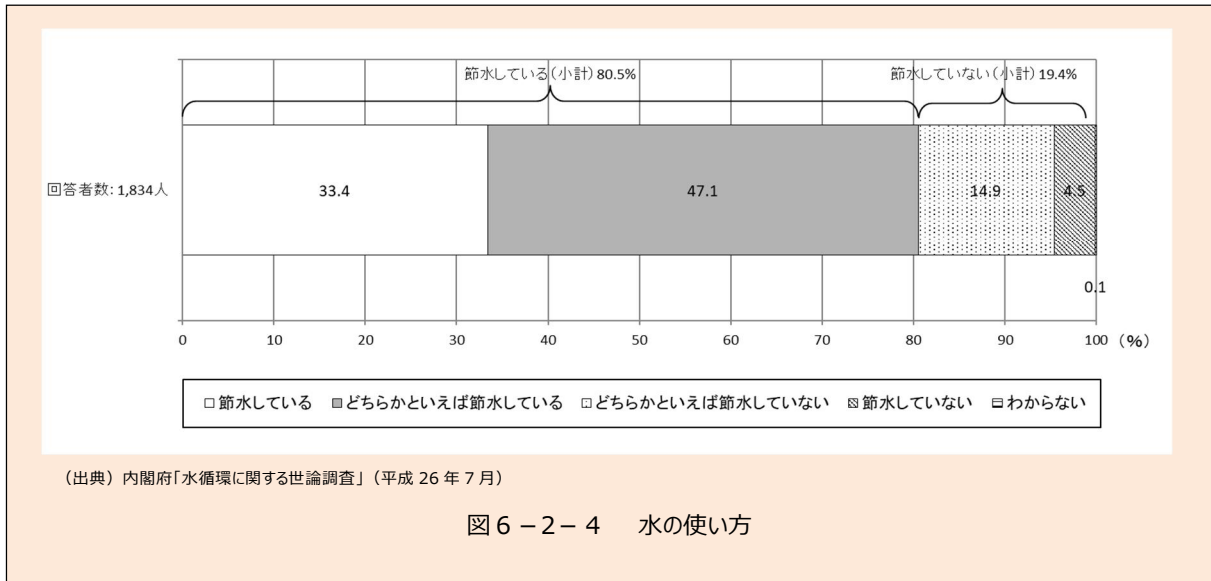 節水している(小計) 80.5%
節水していない(小計) 19.4%
回答者数: 1,834人
33.4
47.1
14.9
4.5
0.1
0 10 20 30 40 50 60 70 80 90 100 (%)
□節水している ■どちらかといえば節水している どちらかといえば節水していない 節水していない わからない
(出典)内閣府「水循環に関する世論調査」(平成 26 年 7 月)
図6-2-4 水の使い方